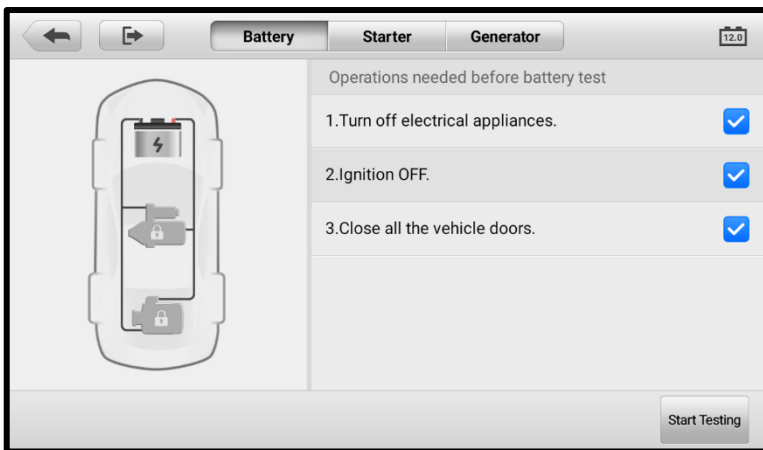 Battery
Starter
Generator
12.0
Operations needed before battery test
1.Turn off electrical appliances.
2.Ignition OFF.
3.Close all the vehicle doors.
Start Testing